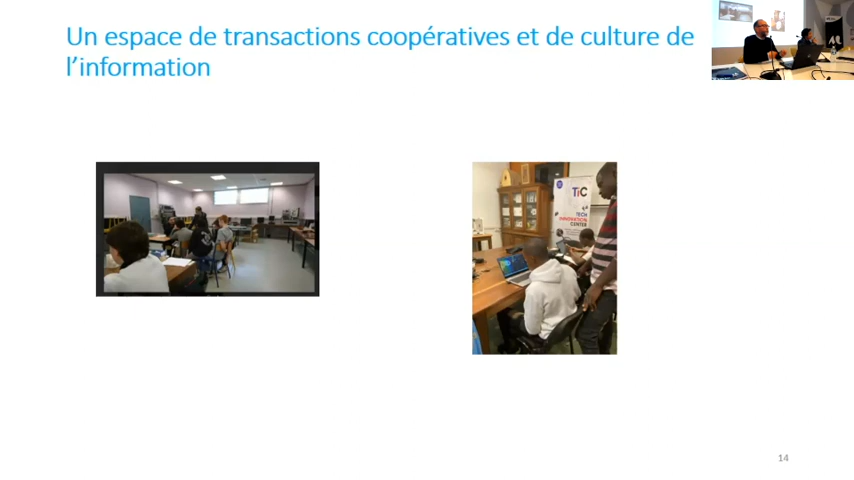 Un espace de transactions coopératives et de culture de
l’information
TiC
TECH
INNOVATION
CENTER
14